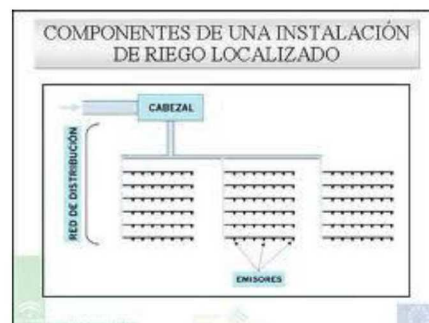 COMPONENTES DE UNA INSTALACIÓN
DE RIEGO LOCALIZADO
CABEZAL
RED DE DISTRIBUCIÓN
EMISORES